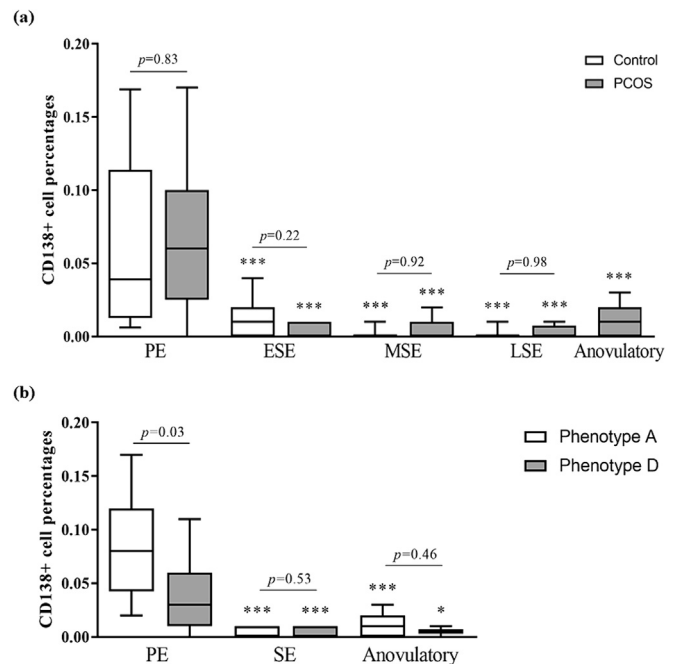 (a)
CD138+ cell percentages
0.20
0.15
0.10
0.05
0.00
p=0.83
Control
PCOS
p=0.22
***
***
p=0.92
***
***
p=0.98
***
***
***
PE ESE MSE LSE Anovulatory
(b)
CD138+ cell percentages
0.20
0.15
0.10
0.05
0.00
p=0.03
Phenotype A
Phenotype D
p=0.53
***
***
p=0.46
***
*
PE SE Anovulatory